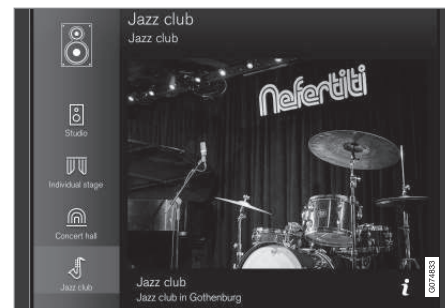 Jazz club
Jazz club
Nefertiti
Studio
Individual stage
Concert hall
Jazz club
Jazz club
Jazz club in Gothenburg
i
G074833